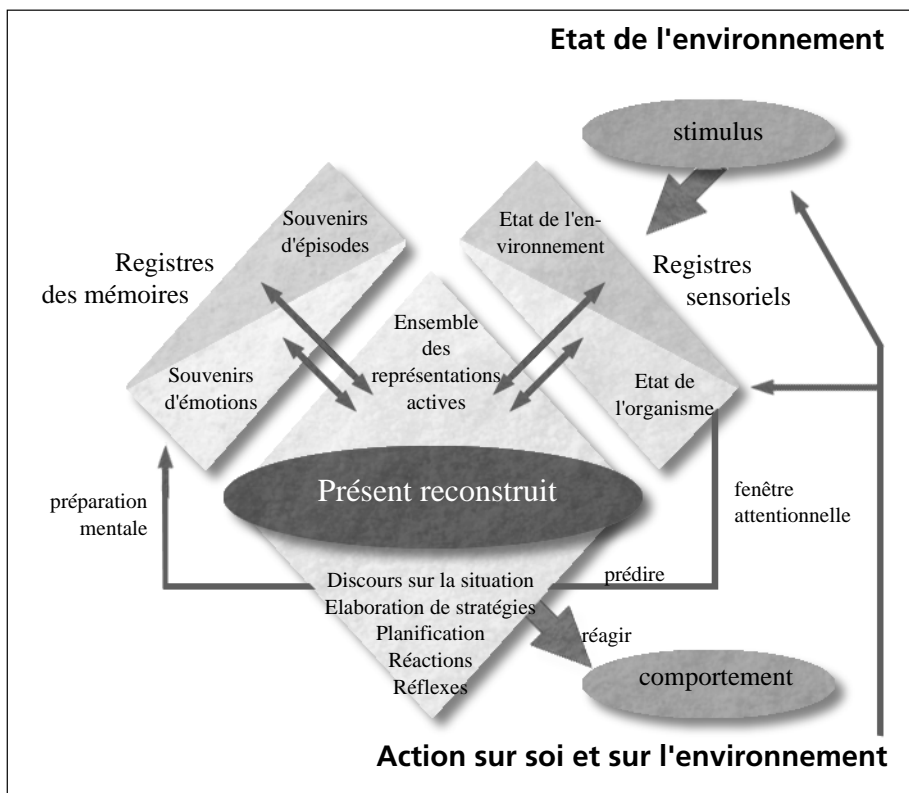 Etat de l'environnement
stimulus
Souvenirs
d'épisodes
Etat de l'en-
vironnement
Registres
des mémoires
Registres
sensoriels
Ensemble
des
représentations
actives
Souvenirs
d'émotions
Etat de
l'organisme
Présent reconstruit
préparation
mentale
fenêtre
attentionnelle
Discours sur la situation
prédire
Elaboration de stratégies
Planification
réagir
Réactions
Réflexes
comportement
Action sur soi et sur l'environnement